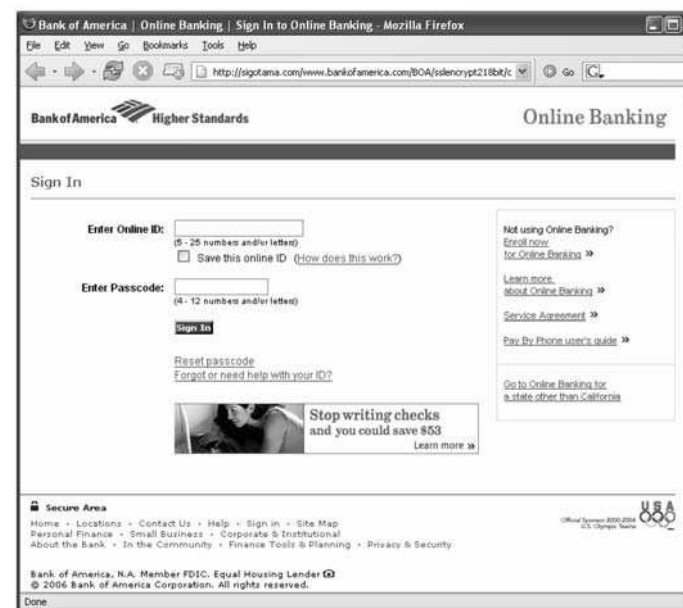 Bank of America | Online Banking | Sign In to Online Banking - Mozilla Firefox
File Edit View Go Bookmarks Tools Help
http://sigotama.com/www.bankofamerica.com/BOA/sslencrypt218bit/c Go G
Bank of America Higher Standards Online Banking
Sign In
Enter Online ID:
(5 - 25 numbers and/or letters)
Save this online ID (How does this work?)
Enter Passcode:
(4 - 12 numbers and/or letters)
Sign In
Reset passcode
Forgot or need help with your ID?
Stop writing checks
and you could save $53
Learn more »
Not using Online Banking?
Enroll now
for Online Banking »
Learn more
about Online Banking »
Service Agreement »
Pay By Phone user's guide »
Go to Online Banking for
a state other than California
Secure Area
Home · Locations · Contact Us · Help · Sign in · Site Map
Personal Finance · Small Business · Corporate & Institutional
About the Bank · In the Community · Finance Tools & Planning · Privacy & Security
Official Sponsor 2000-2004
U.S. Olympic Teams
USA
Bank of America, N.A. Member FDIC. Equal Housing Lender
© 2006 Bank of America Corporation. All rights reserved.
Done